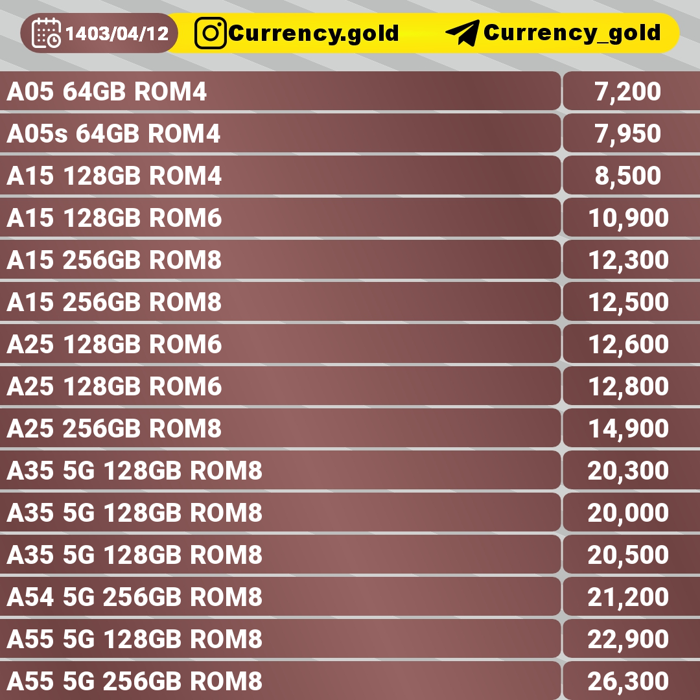 1403/04/12 Currency.gold Currency_gold
A05 64GB ROM4 7,200
A05s 64GB ROM4 7,950
A15 128GB ROM4 8,500
A15 128GB ROM6 10,900
A15 256GB ROM8 12,300
A15 256GB ROM8 12,500
A25 128GB ROM6 12,600
A25 128GB ROM6 12,800
A25 256GB ROM8 14,900
A35 5G 128GB ROM8 20,300
A35 5G 128GB ROM8 20,000
A35 5G 128GB ROM8 20,500
A54 5G 256GB ROM8 21,200
A55 5G 128GB ROM8 22,900
A55 5G 256GB ROM8 26,300